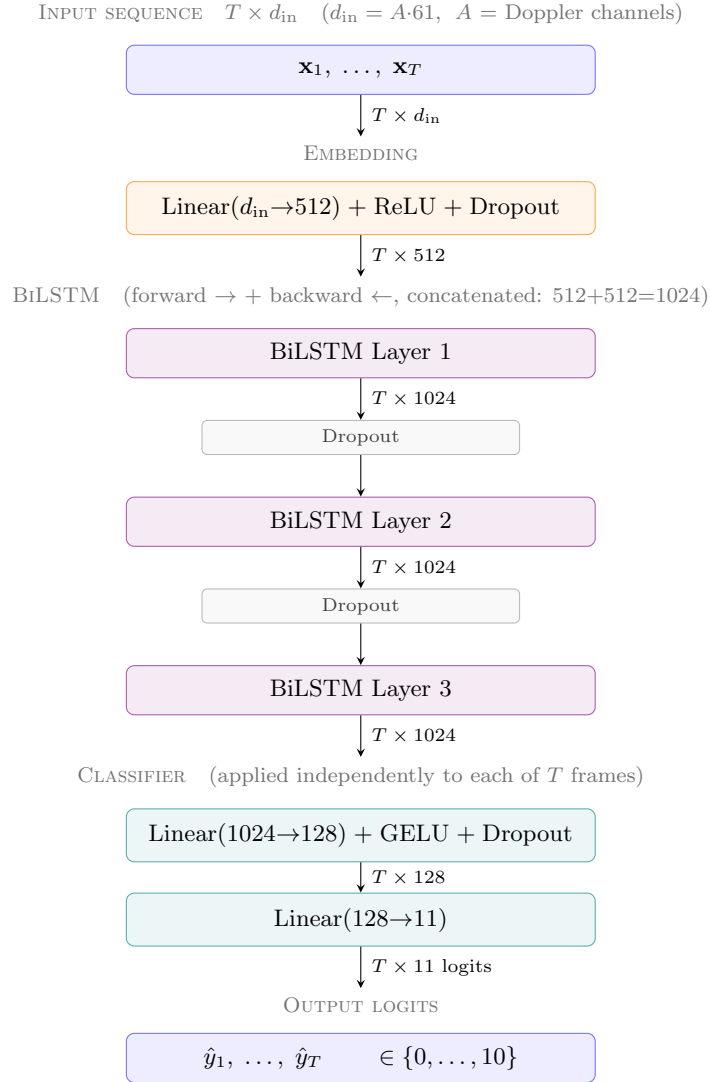 INPUT SEQUENCE T × d_in (d_in = A·61, A = Doppler channels)
x_1, …, x_T
T × d_in
EMBEDDING
Linear(d_in→512) + ReLU + Dropout
T × 512
BILSTM (forward → + backward ←, concatenated: 512+512=1024)
BiLSTM Layer 1
T × 1024
Dropout
BiLSTM Layer 2
T × 1024
Dropout
BiLSTM Layer 3
T × 1024
CLASSIFIER (applied independently to each of T frames)
Linear(1024→128) + GELU + Dropout
T × 128
Linear(128→11)
T × 11 logits
OUTPUT LOGITS
ŷ_1, …, ŷ_T ∈ {0, …, 10}